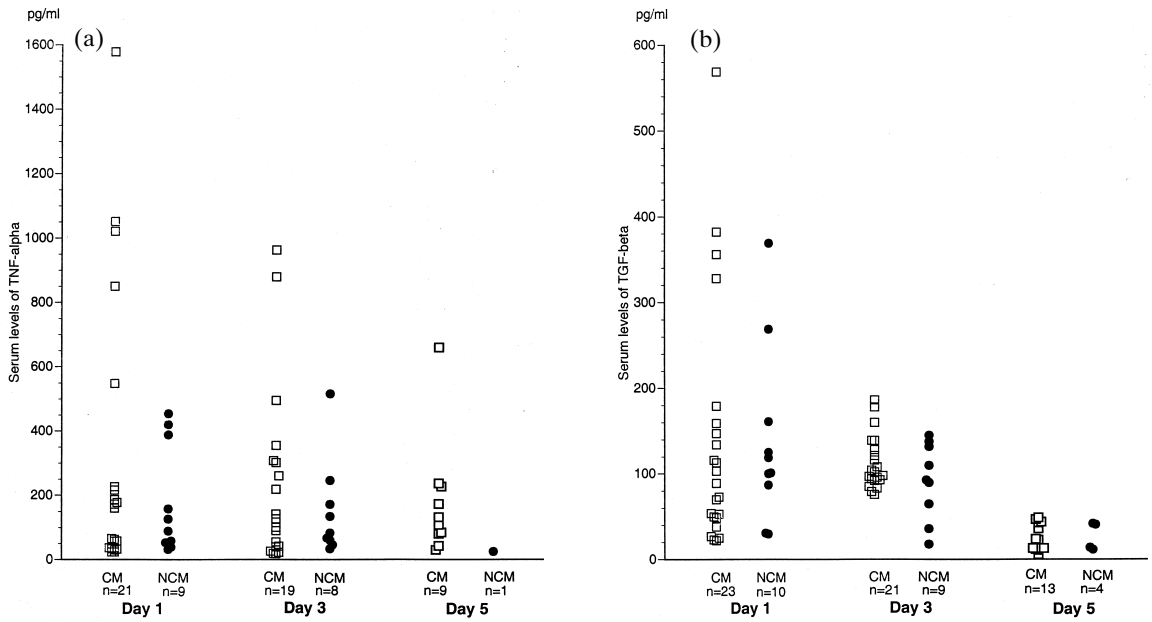 pg/ml
(a)
1600
1400
1200
1000
800
600
400
200
0
Serum levels of TNF-alpha
CM NCM CM NCM CM NCM
n=21 n=9 n=19 n=8 n=9 n=1
Day 1 Day 3 Day 5
pg/ml
(b)
600
500
400
300
200
100
0
Serum levels of TGF-beta
CM NCM CM NCM CM NCM
n=23 n=10 n=21 n=9 n=13 n=4
Day 1 Day 3 Day 5